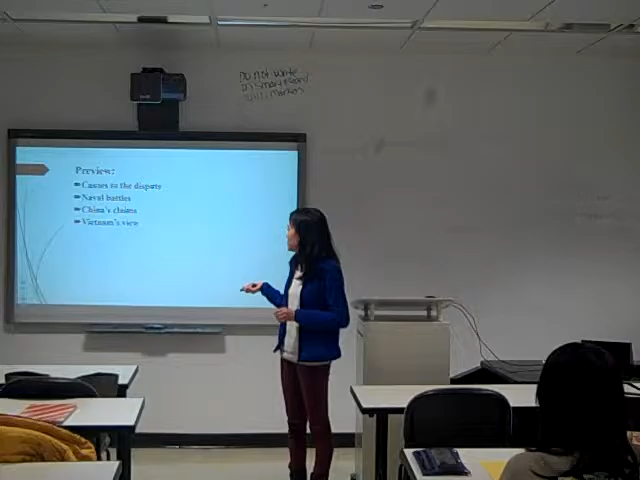 Do Not write
on Smartboard
with markers
Preview:
Causes to the dispute
Naval battles
China's claims
Vietnam's view